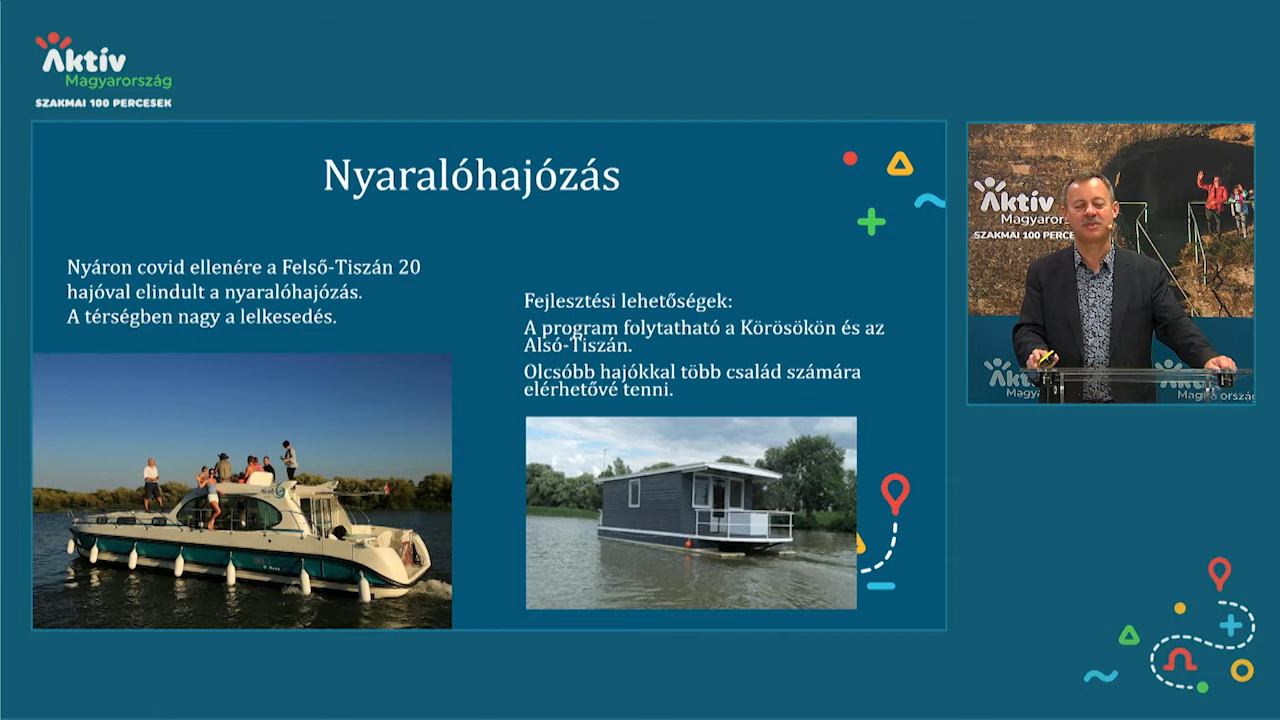 Aktív
Magyarország
SZAKMAI 100 PERCESEK
Nyaralóhajózás
Nyáron covid ellenére a Felső-Tiszán 20
hajóval elindult a nyaralóhajózás.
A térségben nagy a lelkesedés.
Fejlesztési lehetőségek:
A program folytatható a Körösökön és az
Alsó-Tiszán.
Olcsóbb hajókkal több család számára
elérhetővé tenni.
Aktív
Magyaror
SZAKMAI 100 PERCE